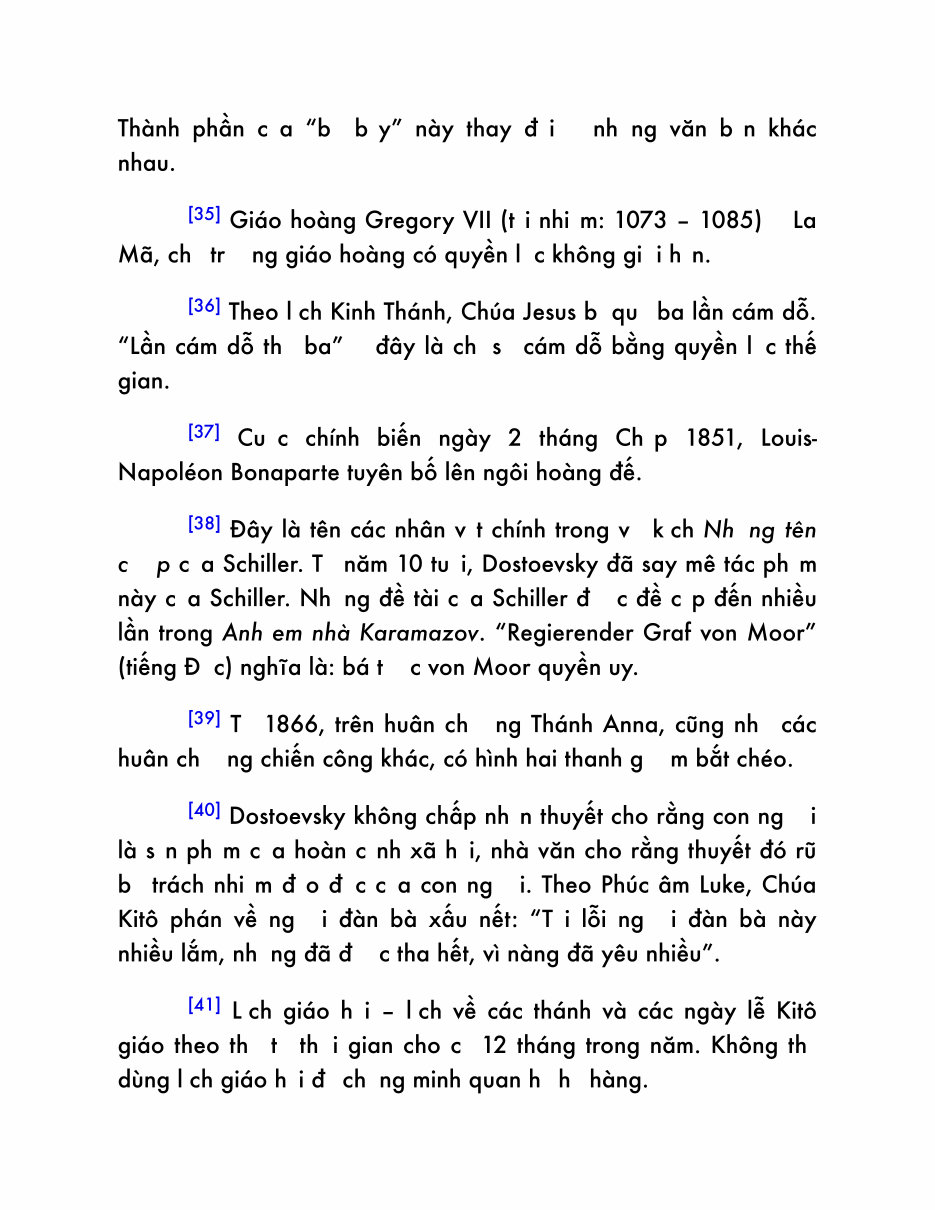 Thành phần c a “b b y” này thay đ i nh ng văn b n khác
nhau.
[35] Giáo hoàng Gregory VII (t i nhi m: 1073 – 1085) La
Mã, ch tr ng giáo hoàng có quyền l c không gi i h n.
[36] Theo l ch Kinh Thánh, Chúa Jesus b qu ba lần cám dỗ.
“Lần cám dỗ th ba” đây là ch s cám dỗ bằng quyền l c thế
gian.
[37] Cu c chính biến ngày 2 tháng Ch p 1851, Louis-
Napoléon Bonaparte tuyên bố lên ngôi hoàng đế.
[38] Đây là tên các nhân v t chính trong v k ch Nh ng tên
c p c a Schiller. T năm 10 tu i, Dostoevsky đã say mê tác ph m
này c a Schiller. Nh ng đề tài c a Schiller đ c đề c p đến nhiều
lần trong Anh em nhà Karamazov. “Regierender Graf von Moor”
(tiếng Đ c) nghĩa là: bá t c von Moor quyền uy.
[39] T 1866, trên huân ch ng Thánh Anna, cũng nh các
huân ch ng chiến công khác, có hình hai thanh g m bắt chéo.
[40] Dostoevsky không chấp nh n thuyết cho rằng con ng i
là s n ph m c a hoàn c nh xã h i, nhà văn cho rằng thuyết đó rũ
b trách nhi m đ o đ c c a con ng i. Theo Phúc âm Luke, Chúa
Kitô phán về ng i đàn bà xấu nết: “T i lỗi ng i đàn bà này
nhiều lắm, nh ng đã đ c tha hết, vì nàng đã yêu nhiều”.
[41] L ch giáo h i – l ch về các thánh và các ngày lễ Kitô
giáo theo th t th i gian cho c 12 tháng trong năm. Không th
dùng l ch giáo h i đ ch ng minh quan h h hàng.